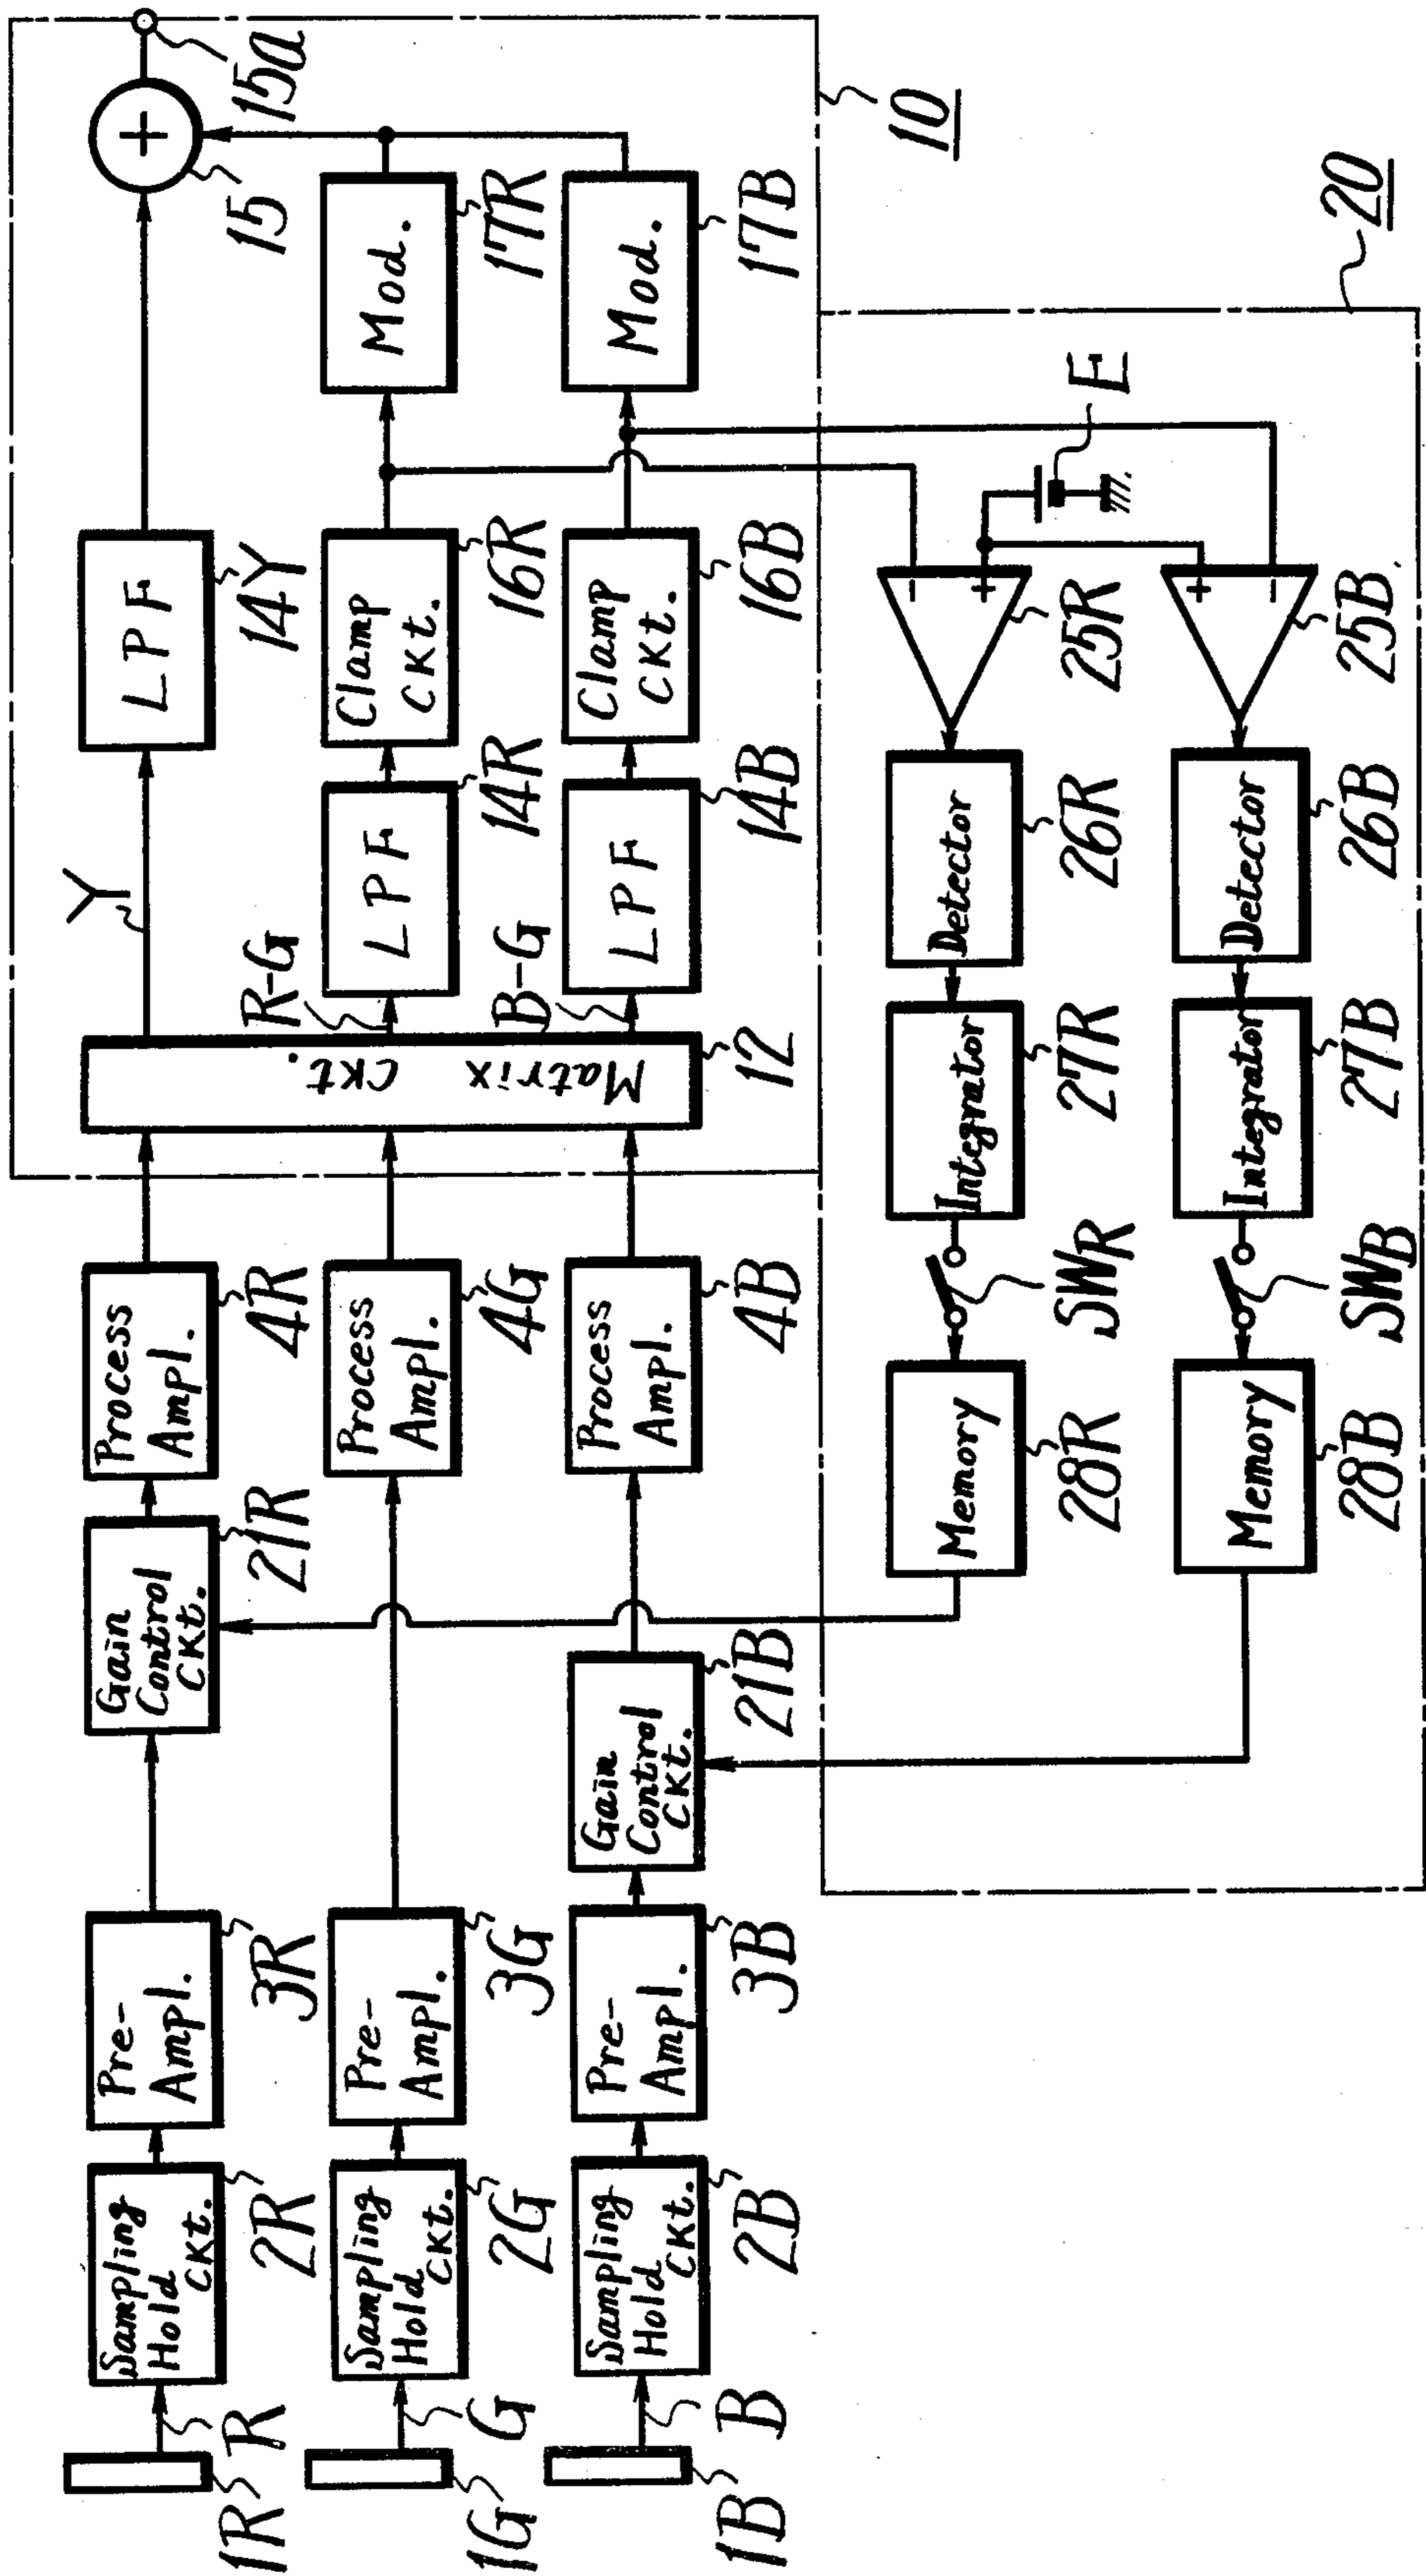 1R
R
Sampling
Hold
CKt.
2R
Pre-
Ampl.
3R
Gain
Control
CKt.
21R
Process
Ampl.
4R
1G
G
Sampling
Hold
CKt.
2G
Pre-
Ampl.
3G
Process
Ampl.
4G
1B
B
Sampling
Hold
CKt.
2B
Pre-
Ampl.
3B
Gain
Control
CKt.
21B
Process
Ampl.
4B
Matrix
CKt.
12
Y
LPF
14Y
+
15
15a
R-G
LPF
14R
Clamp
CKt.
16R
Mod.
17R
B-G
LPF
14B
Clamp
CKt.
16B
Mod.
17B
10
Memory
28R
SWR
Integrator
27R
Detector
26R
-
+
25R
E
Memory
28B
SWB
Integrator
27B
Detector
26B
+
-
25B
20